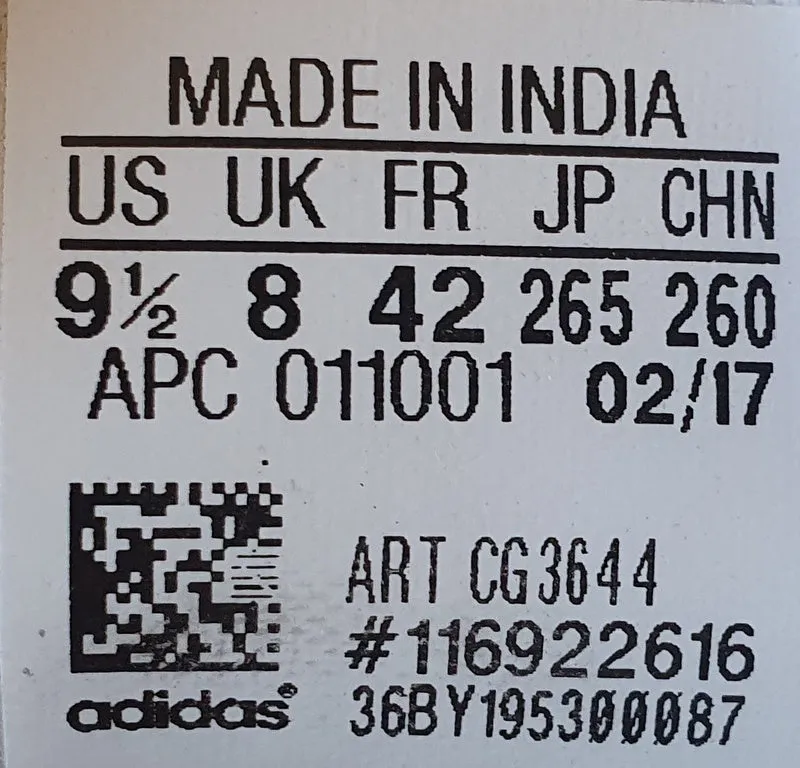 MADE IN INDIA
US UK FR JP CHN
9½ 8 42 265 260
APC 011001 02/17
ART CG3644
#116922616
adidas® 36BY195300087